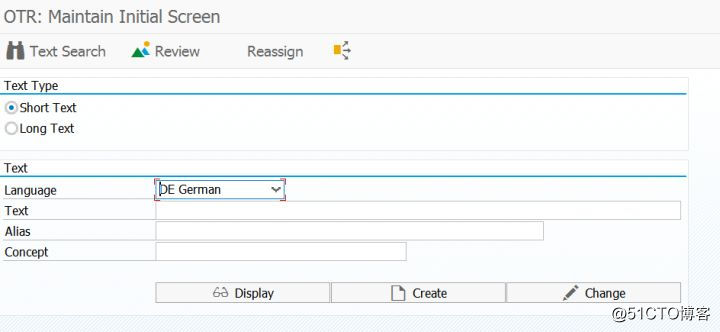 OTR: Maintain Initial Screen
Text Search Review Reassign
Text Type
Short Text
Long Text
Text
Language DE German
Text
Alias
Concept
Display Create Change
@51CTO博客